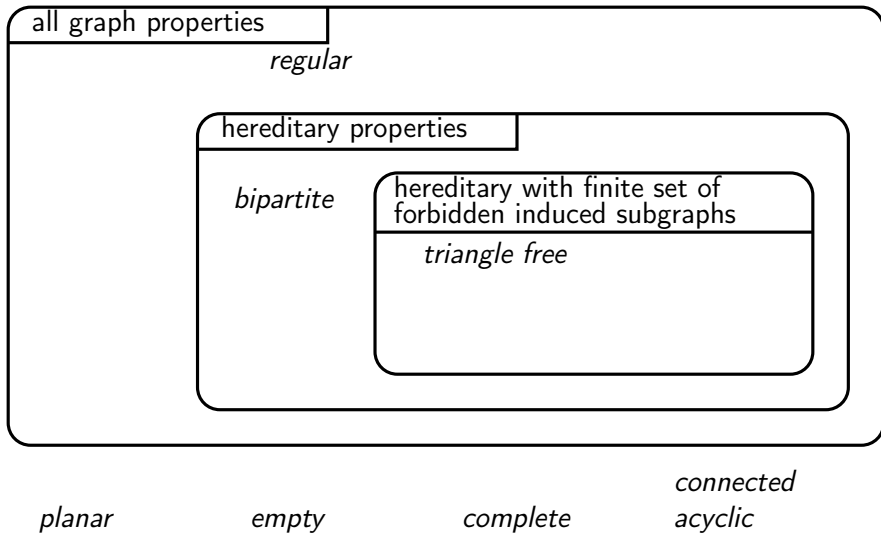 all graph properties
regular
hereditary properties
bipartite
hereditary with finite set of
forbidden induced subgraphs
triangle free
planar
empty
complete
connected
acyclic